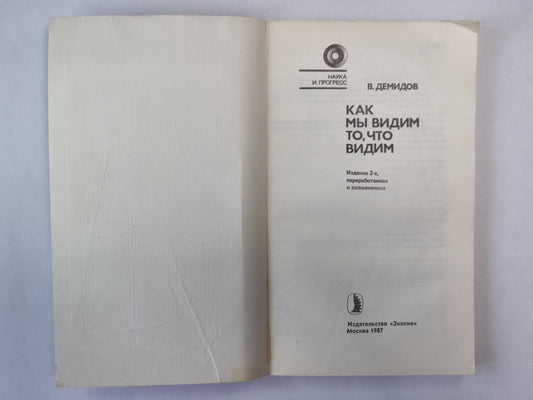 НАУКА
И ПРОГРЕСС
В. ДЕМИДОВ
КАК
МЫ ВИДИМ
ТО, ЧТО
ВИДИМ
Издание 2-е,
переработанное
и дополненное
Издательство «Знание»
Москва 1987